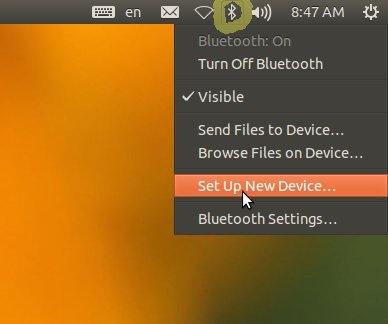 en 8:47 AM
Bluetooth: On
Turn Off Bluetooth
Visible
Send Files to Device…
Browse Files on Device…
Set Up New Device…
Bluetooth Settings…